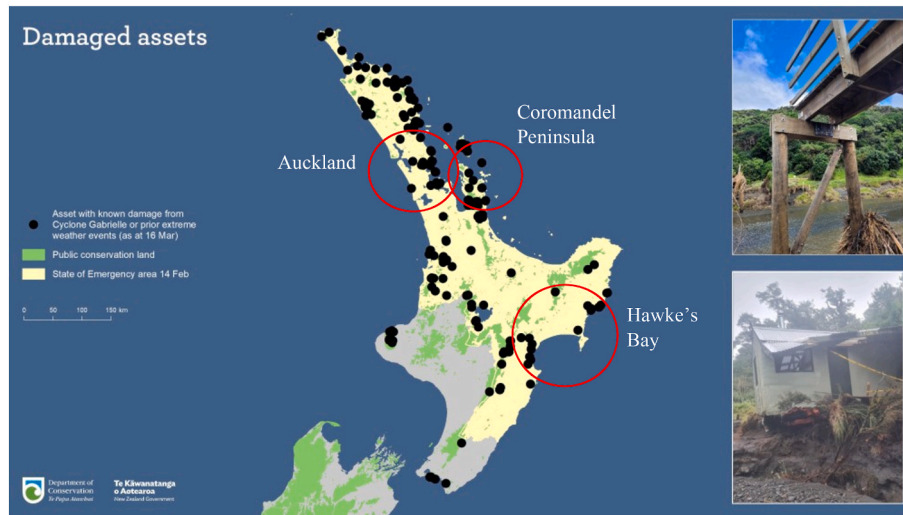 Damaged assets
Coromandel
Peninsula
Auckland
Asset with known damage from
Cyclone Gabrielle or prior extreme
weather events (as at 16 Mar)
Public conservation land
State of Emergency area 14 Feb
0 50 100 150 km
Hawke's
Bay
Department of
Conservation
Te Papa Atawhai
Te Kāwanatanga
o Aotearoa
New Zealand Government